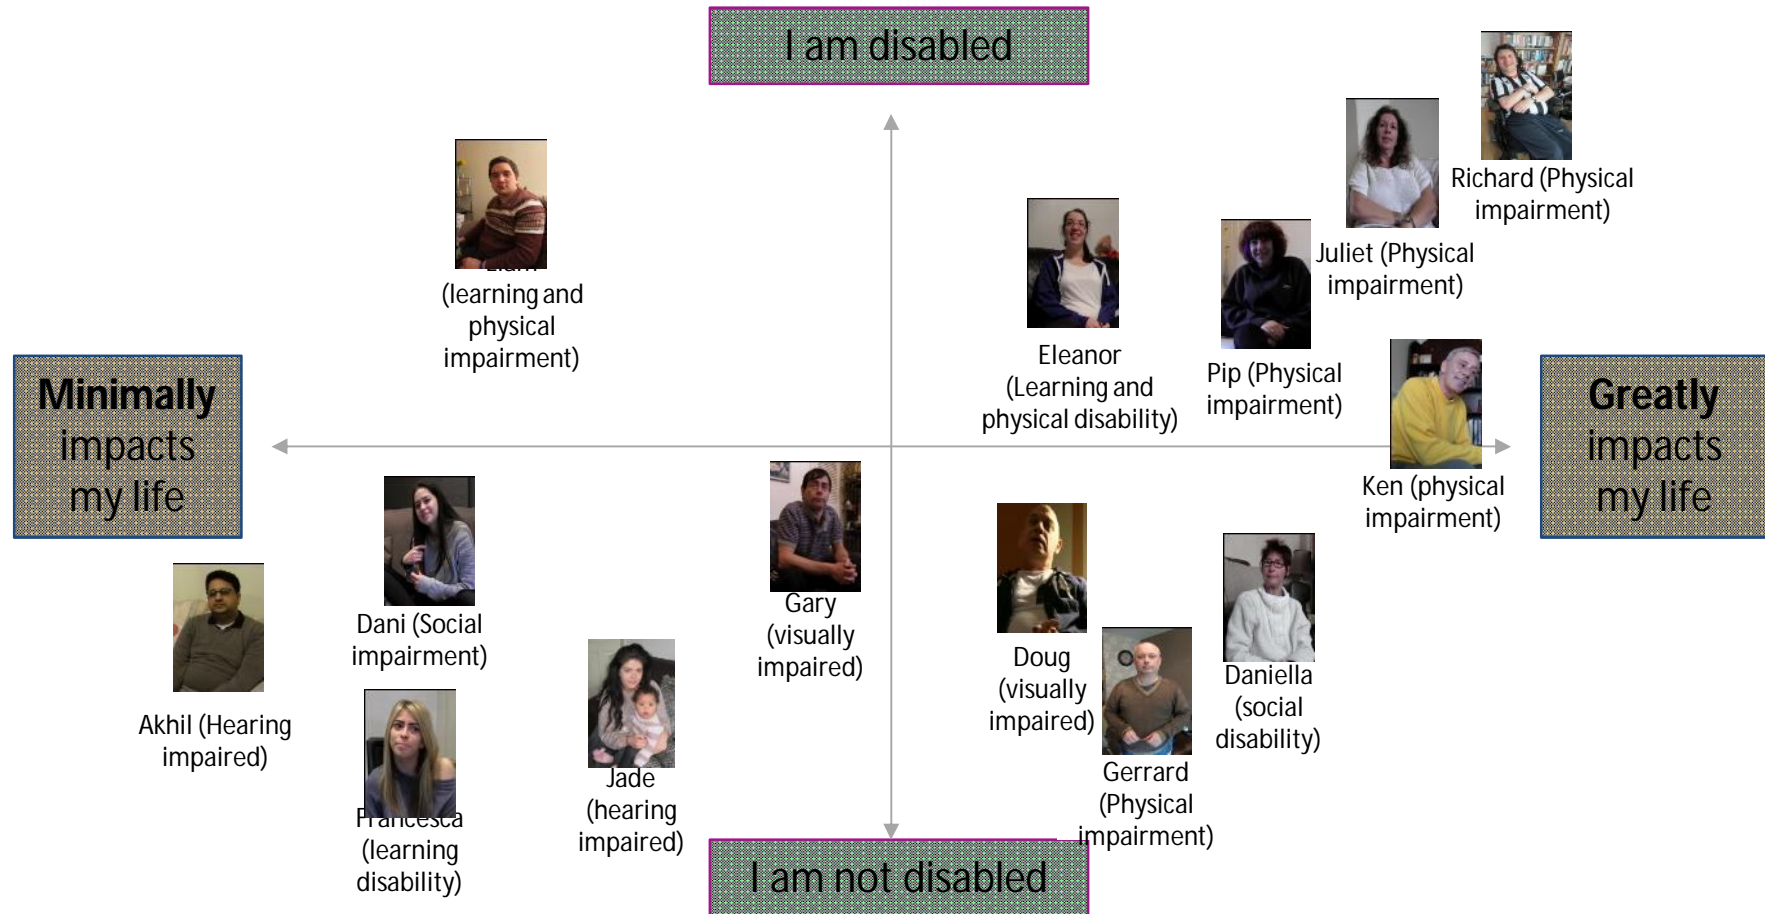 I am disabled
Richard (Physical
impairment)
Juliet (Physical
impairment)
(learning and
physical
impairment)
Eleanor
(Learning and
physical disability)
Pip (Physical
impairment)
Minimally
impacts
my life
Greatly
impacts
my life
Ken (physical
impairment)
Dani (Social
impairment)
Gary
(visually
impaired)
Doug
(visually
impaired)
Daniella
(social
disability)
Akhil (Hearing
impaired)
Jade
(hearing
impaired)
Gerrard
(Physical
impairment)
Francesca
(learning
disability)
I am not disabled